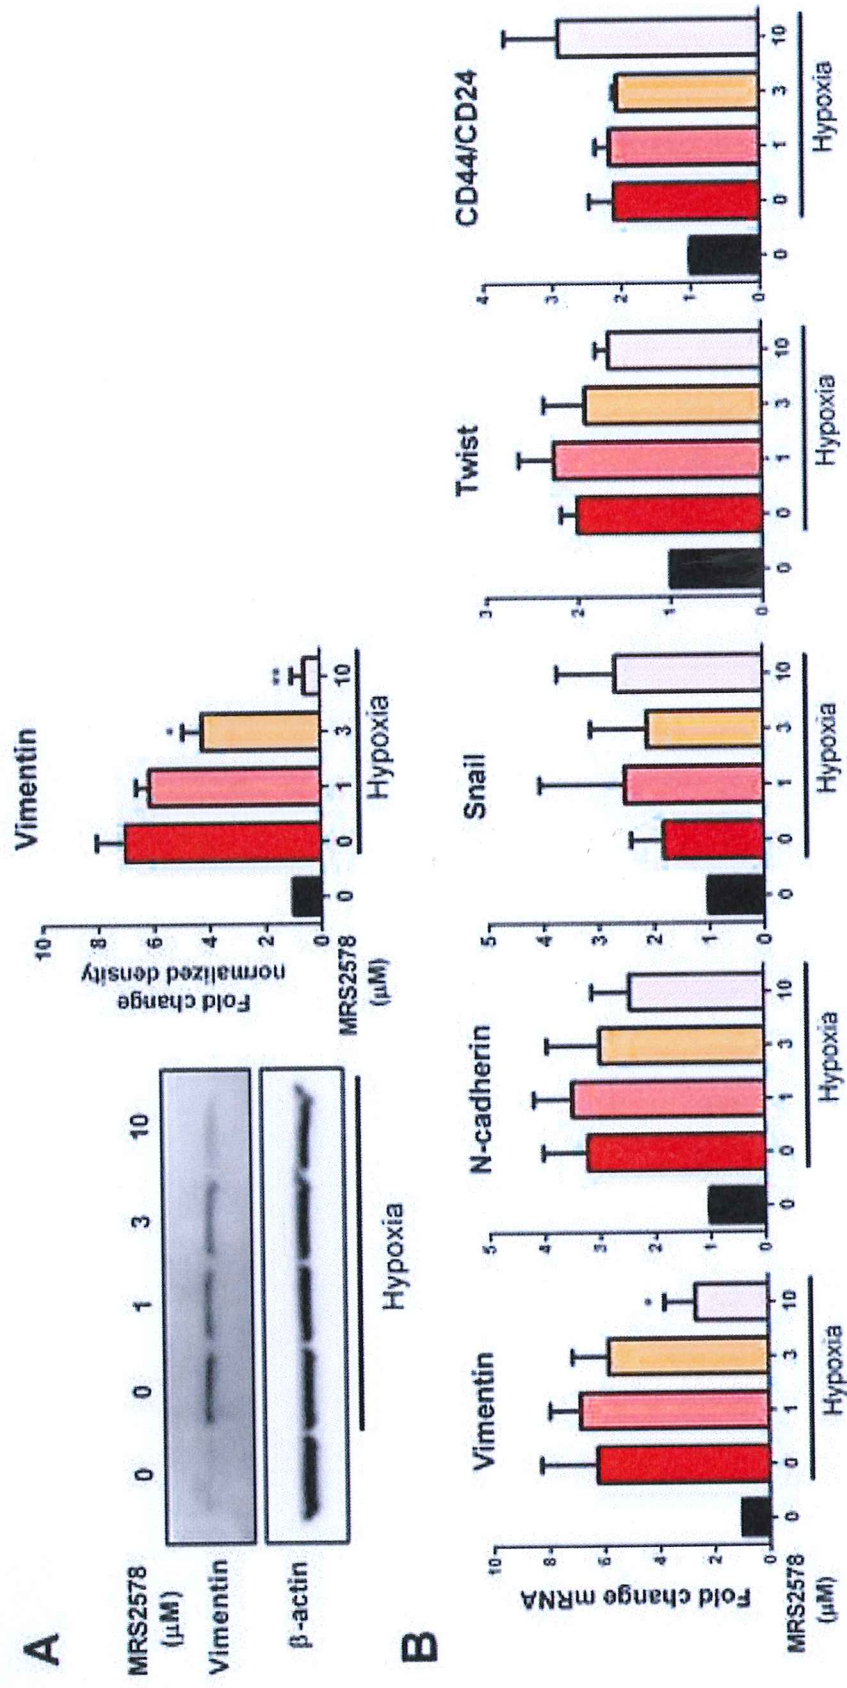 A
MRS2578
(µM)
0 0 1 3 10
Vimentin
β-actin
Hypoxia
Vimentin
Fold change
normalized density
10
8
6
4
2
0
MRS2578
(µM)
0 0 1 3 10
Hypoxia
**
*
B
Vimentin
Fold change mRNA
10
8
6
4
2
0
*
MRS2578
(µM)
0 0 1 3 10
Hypoxia
N-cadherin
5
4
3
2
1
0
0 0 1 3 10
Hypoxia
Snail
5
4
3
2
1
0
0 0 1 3 10
Hypoxia
Twist
3
2
1
0
0 0 1 3 10
Hypoxia
CD44/CD24
4
3
2
1
0
0 0 1 3 10
Hypoxia